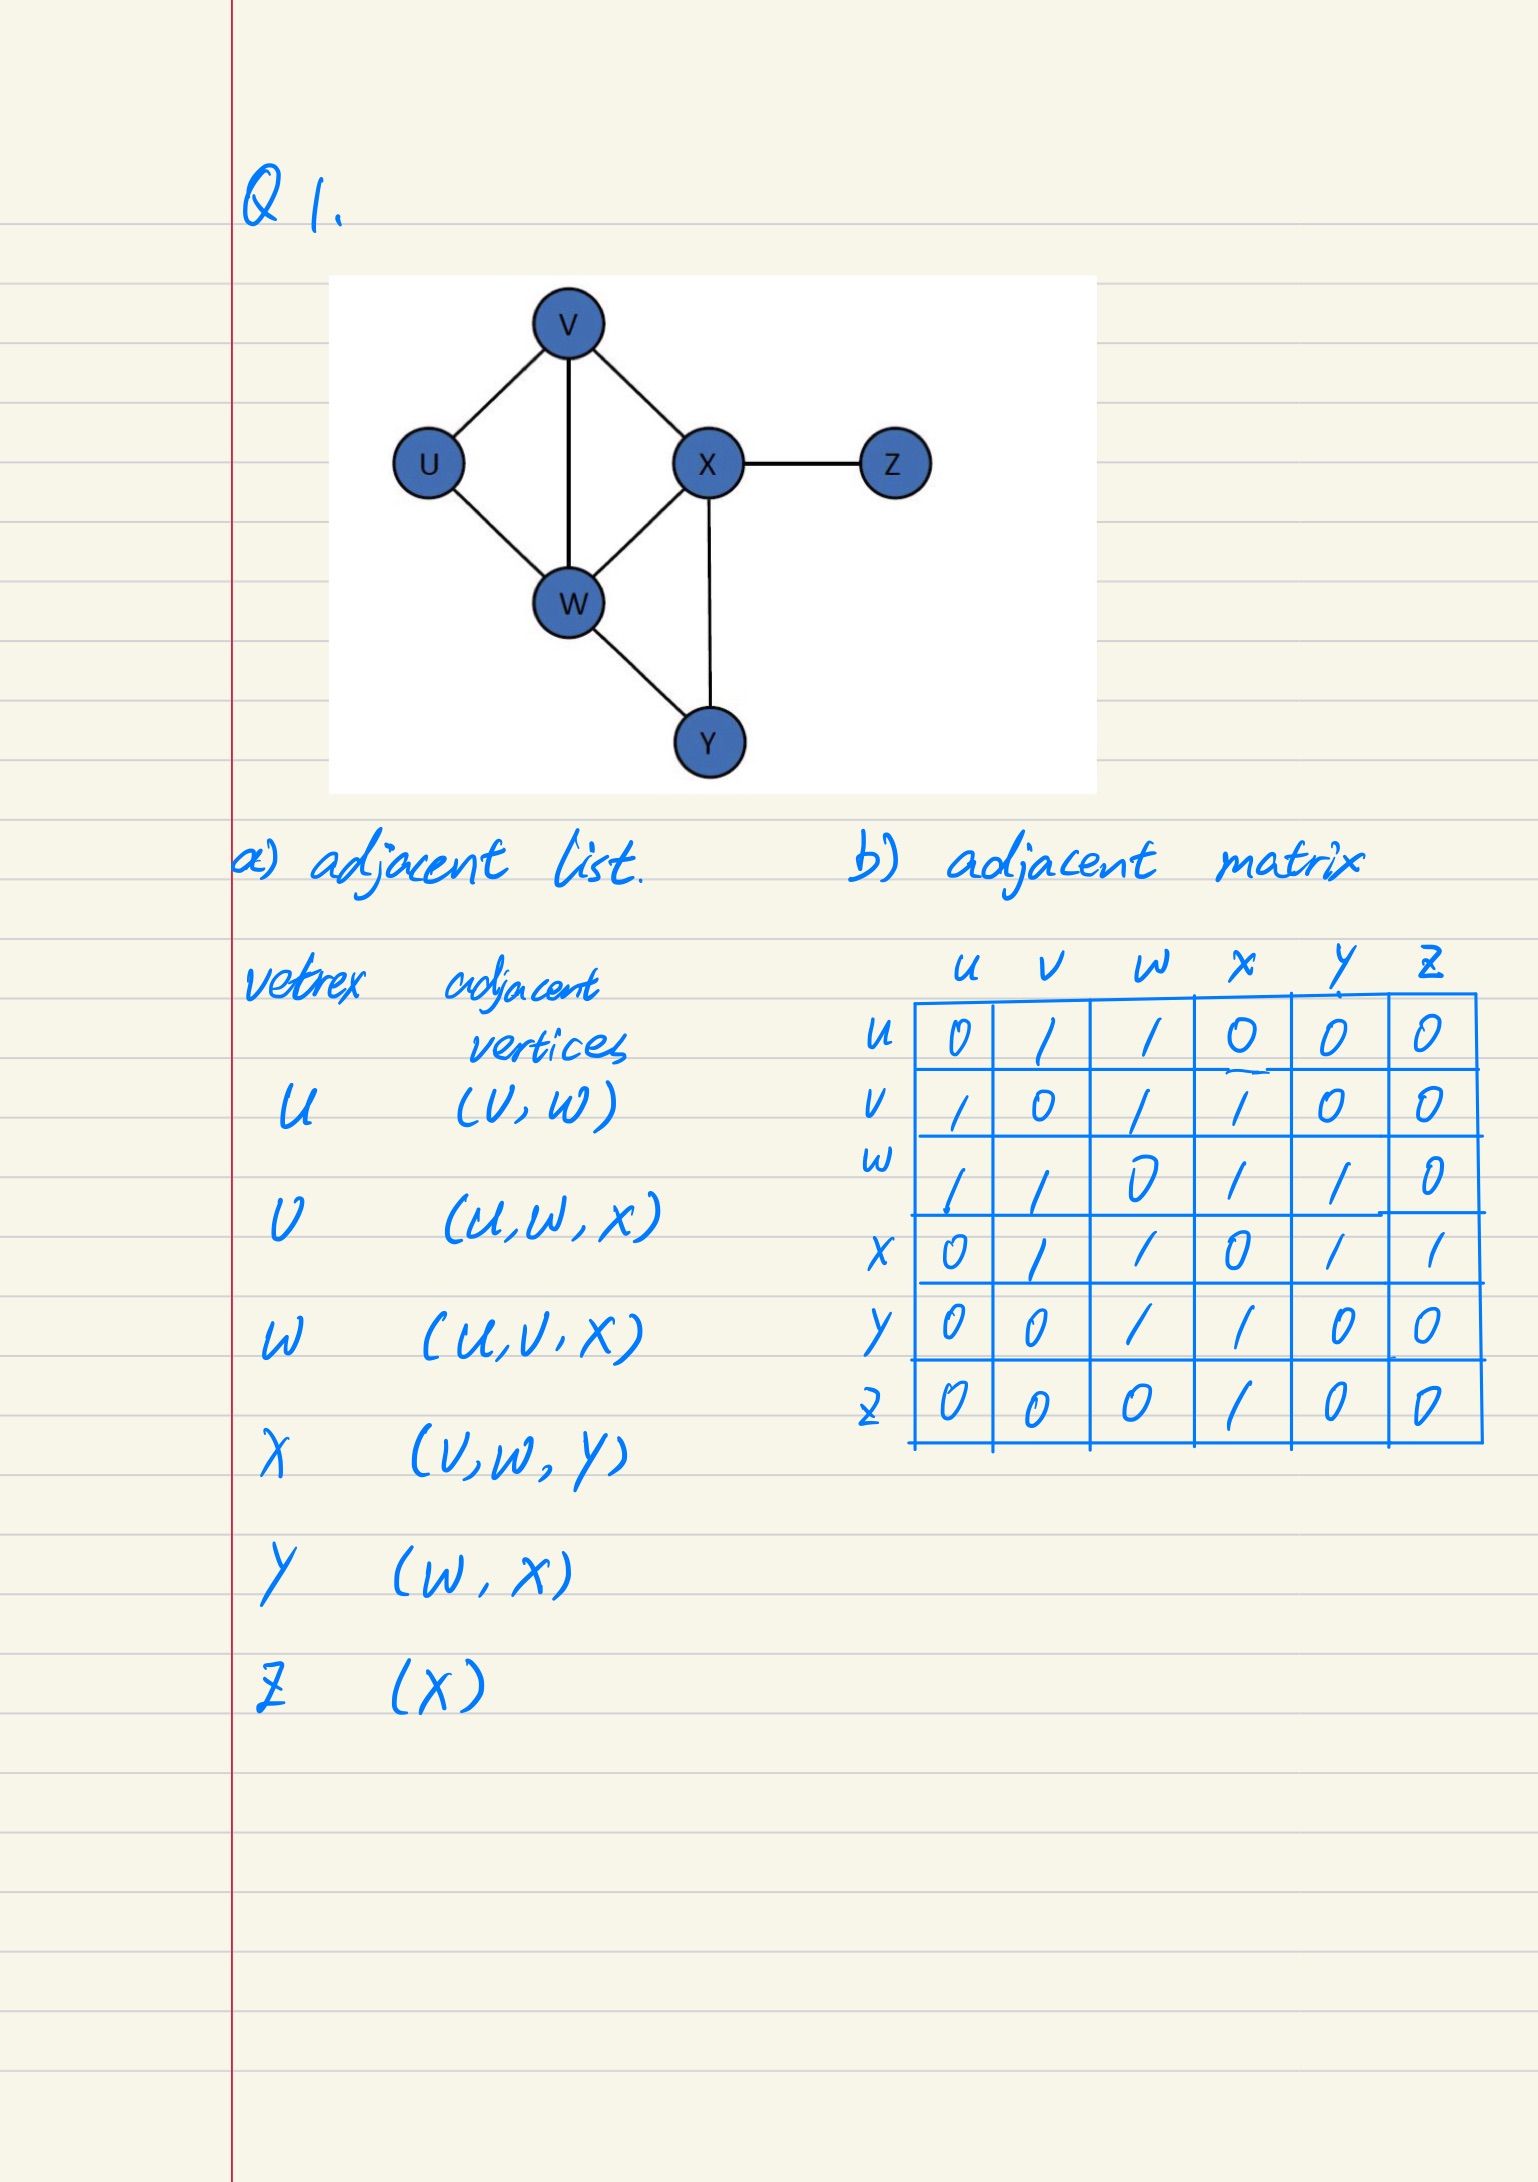 Q1.
V
U X Z
W
Y
a) adjacent list.
vetrex adjacent
vertices
U (V, W)
V (U, W, X)
W (U, V, X)
X (V, W, Y)
Y (W, X)
Z (X)
b) adjacent matrix
U V W X Y Z
U 0 1 1 0 0 0
V 1 0 1 1 0 0
W 1 1 0 1 1 0
X 0 1 1 0 1 1
Y 0 0 1 1 0 0
Z 0 0 0 1 0 0